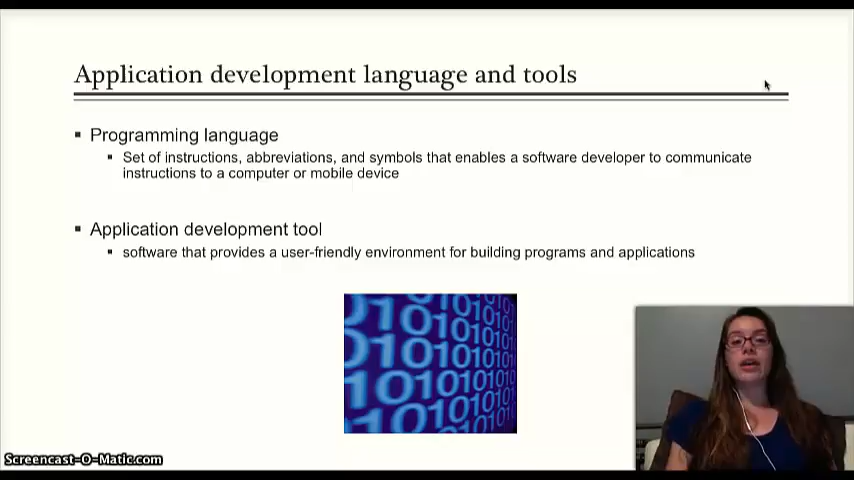 Application development language and tools
Programming language
Set of instructions, abbreviations, and symbols that enables a software developer to communicate
instructions to a computer or mobile device
Application development tool
software that provides a user-friendly environment for building programs and applications
Screencast-O-Matic.com